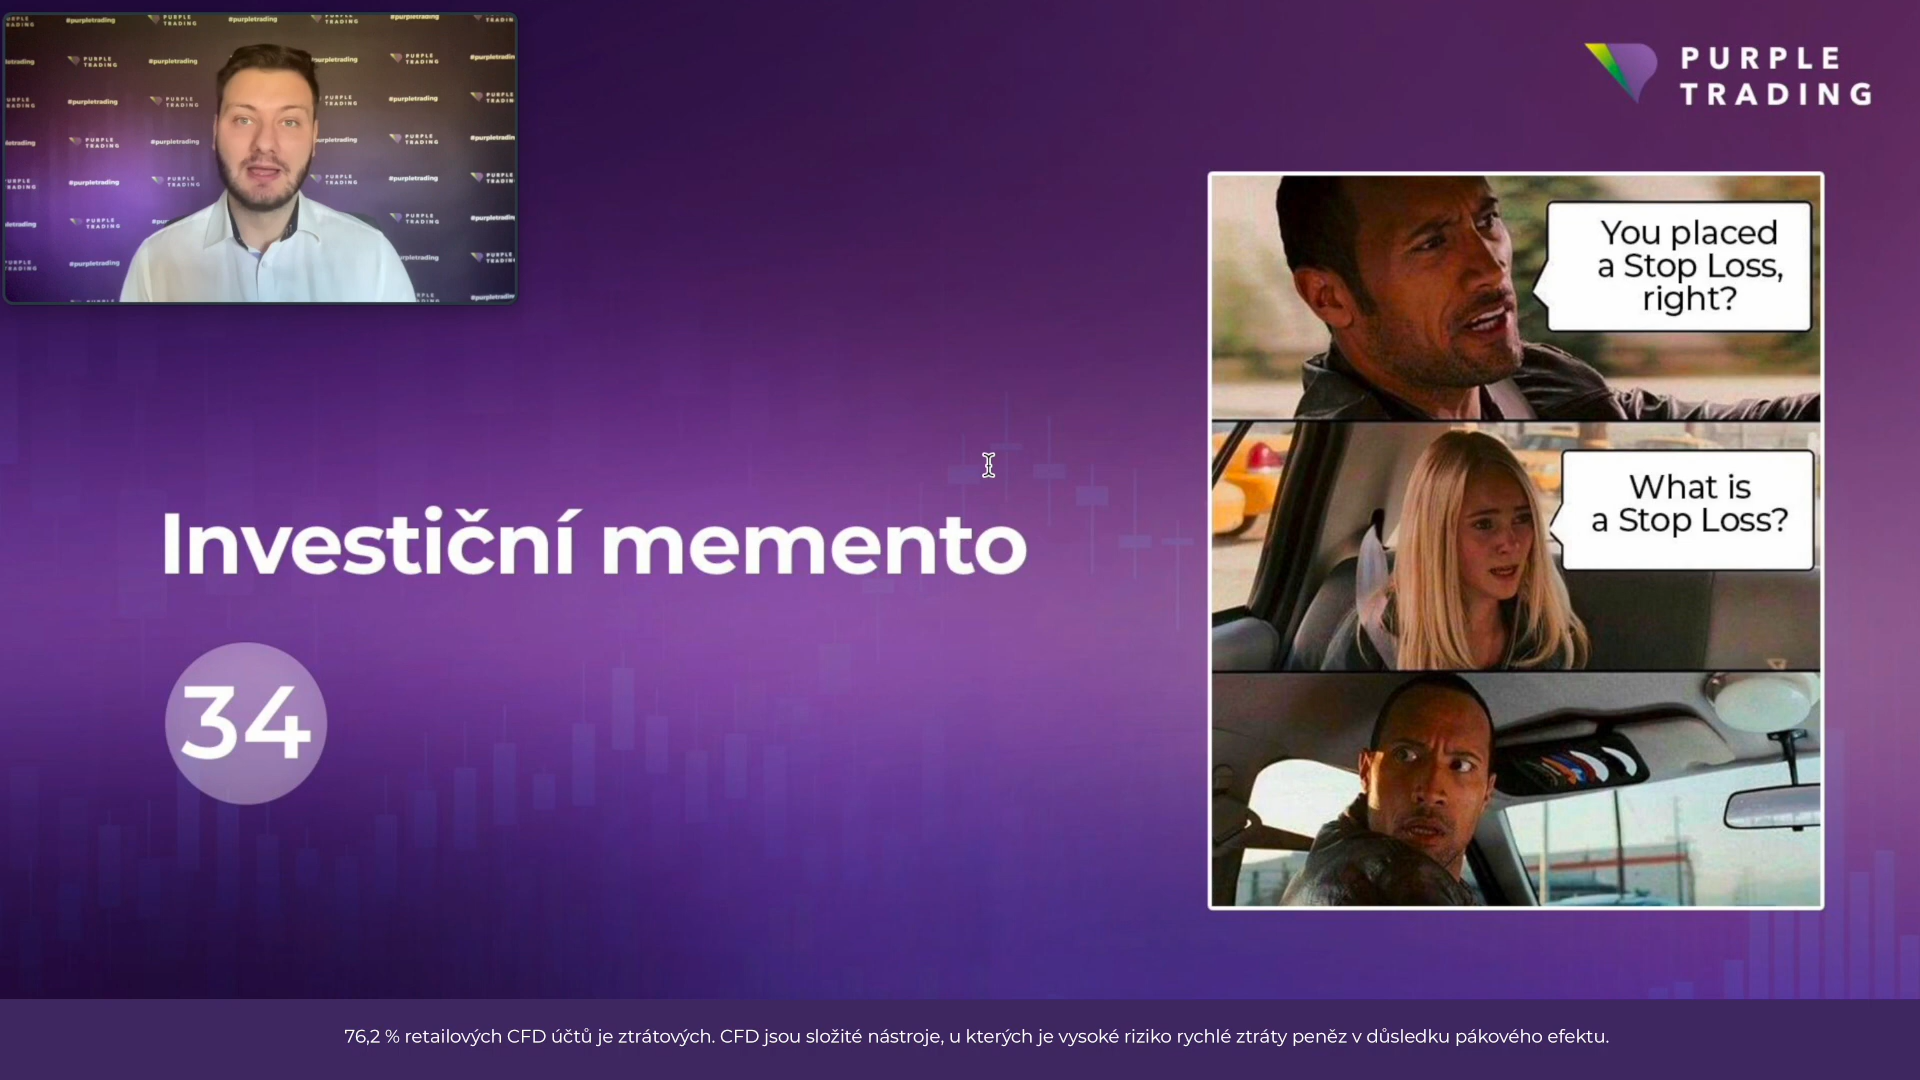 #purpletrading
PURPLE
TRADING
You placed
a Stop Loss,
right?
What is
a Stop Loss?
Investiční memento
34
76,2 % retailových CFD účtů je ztrátových. CFD jsou složité nástroje, u kterých je vysoké riziko rychlé ztráty peněz v důsledku pákového efektu.